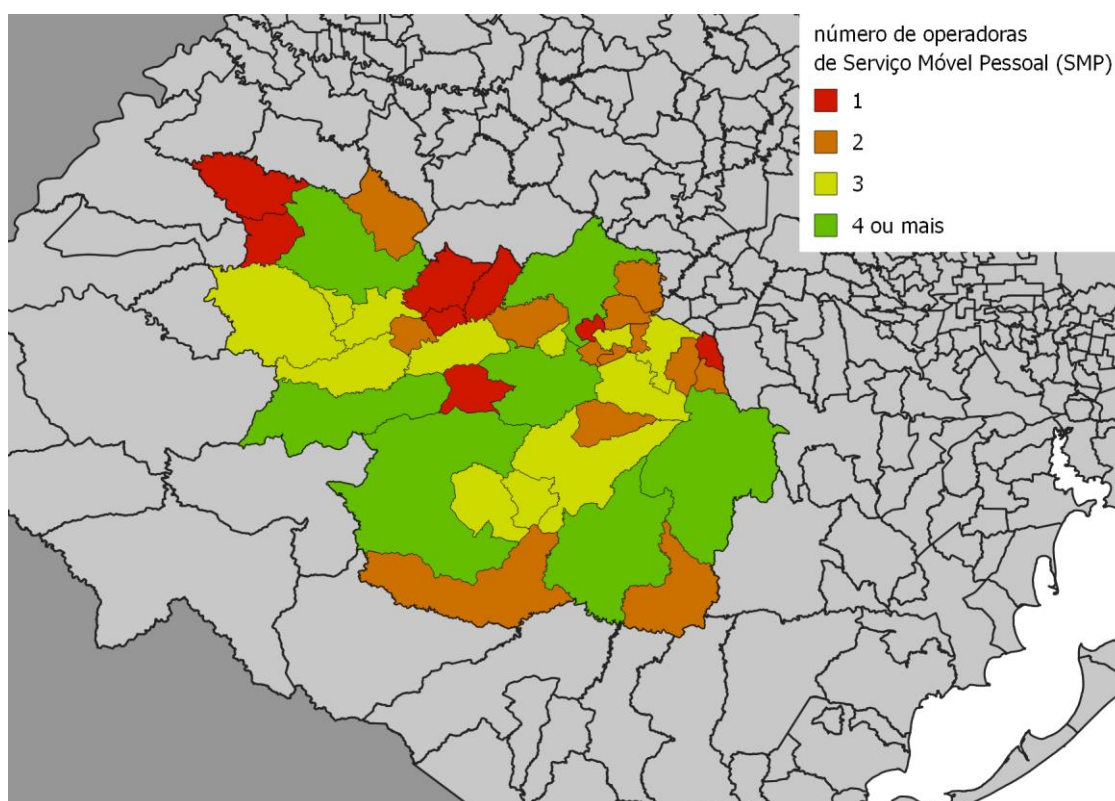 número de operadoras
de Serviço Móvel Pessoal (SMP)
1
2
3
4 ou mais